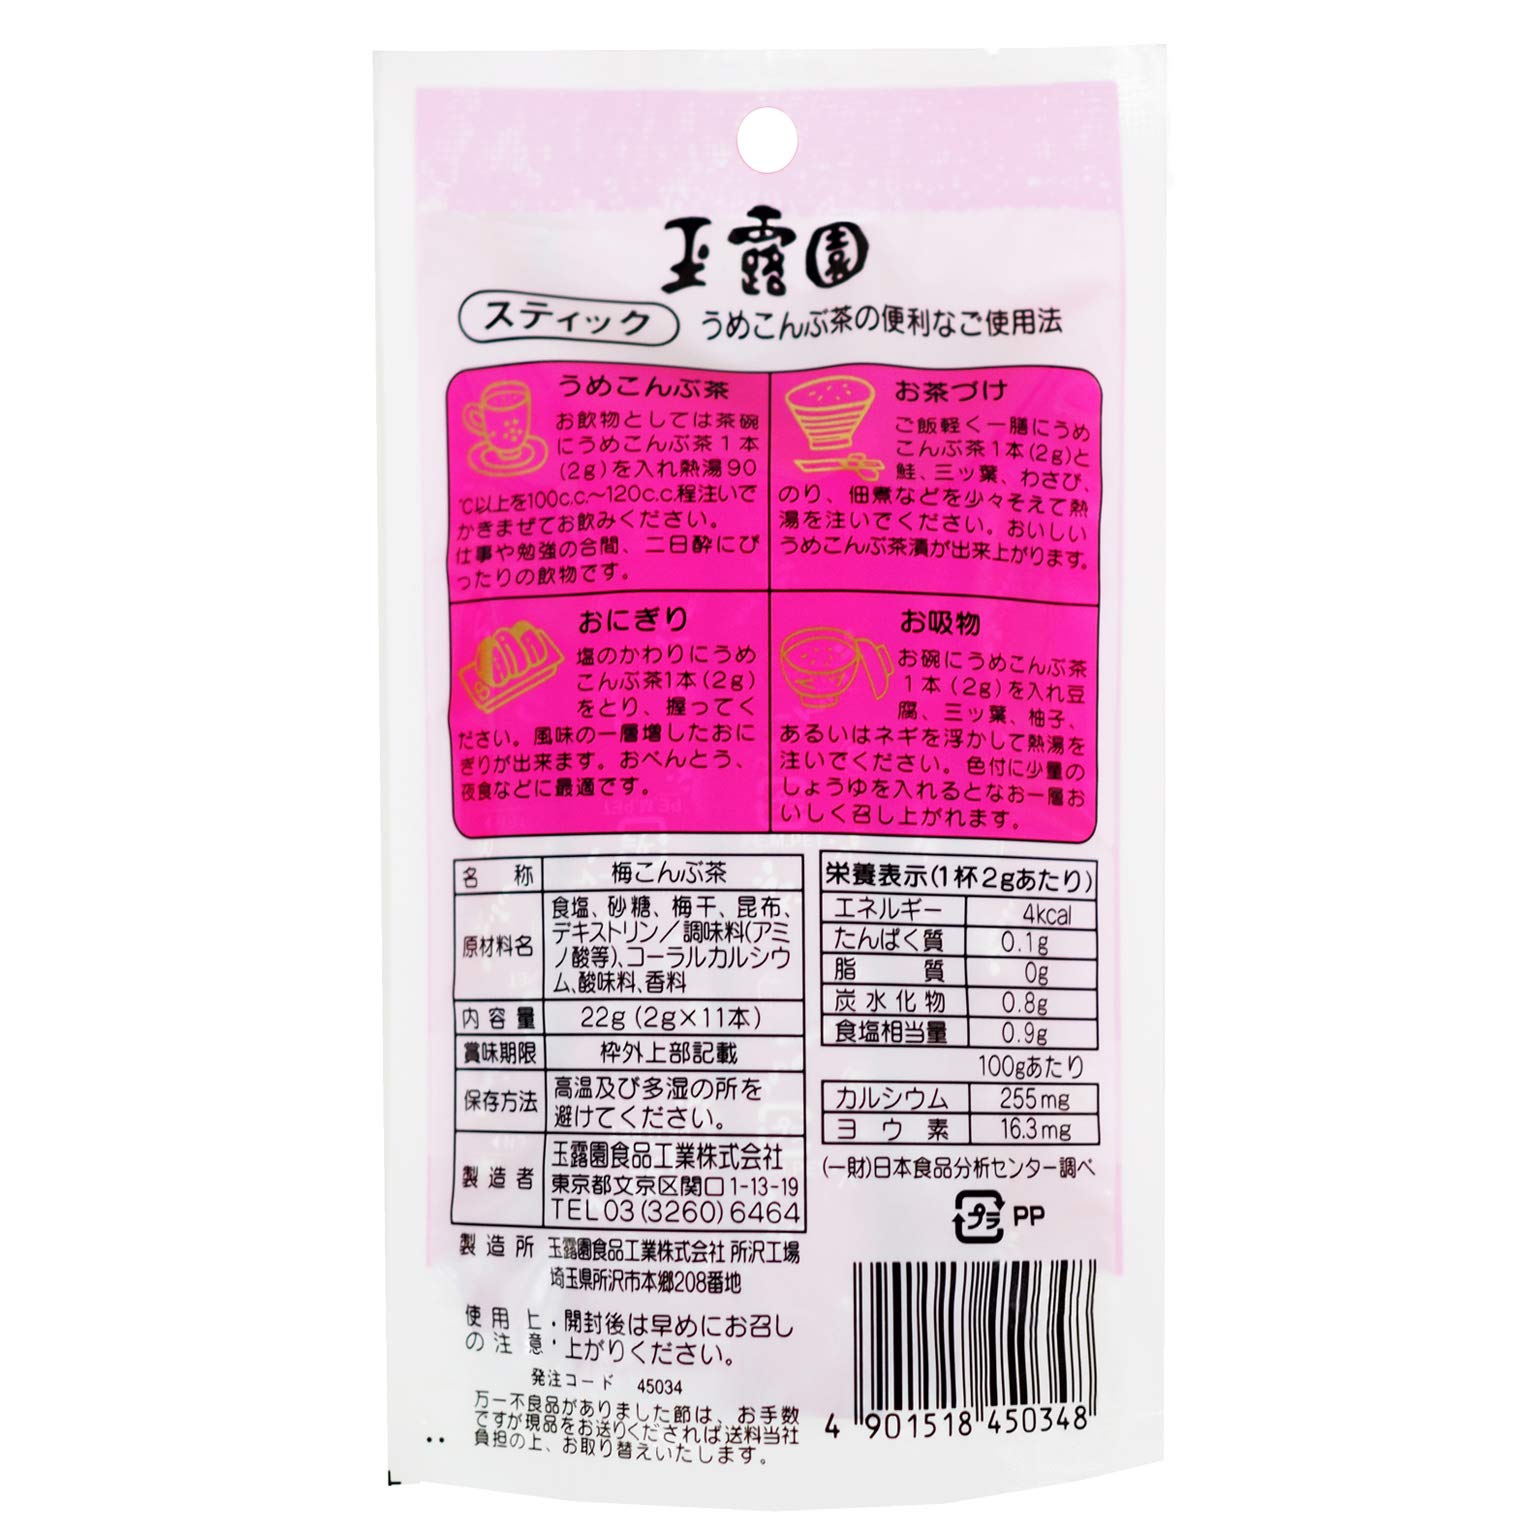 玉露園
スティック うめこんぶ茶の便利なご使用法
うめこんぶ茶
お飲物としては茶碗
にうめこんぶ茶1本
(2g)を入れ熱湯90
℃以上を100c.c.～120c.c.程注いで
かきまぜてお飲みください。
仕事や勉強の合間、二日酔にぴ
ったりの飲物です。
お茶づけ
ご飯軽く一膳にうめ
こんぶ茶1本(2g)と
鮭、三ッ葉、わさび、
のり、佃煮などを少々そえて熱
湯を注いでください。おいしい
うめこんぶ茶漬が出来上がります。
おにぎり
塩のかわりにうめ
こんぶ茶1本(2g)
をとり、握ってく
ださい。風味の一層増したおに
ぎりが出来ます。おべんとう、
夜食などに最適です。
お吸物
お碗にうめこんぶ茶
1本(2g)を入れ豆
腐、三ッ葉、柚子、
あるいはネギを浮かして熱湯を
注いでください。色付に少量の
しょうゆを入れるとなお一層お
いしく召し上がれます。
名称 梅こんぶ茶
原材料名 食塩、砂糖、梅干、昆布、
デキストリン／調味料(アミ
ノ酸等)、コーラルカルシウ
ム、酸味料、香料
内容量 22g(2g×11本)
賞味期限 枠外上部記載
保存方法 高温及び多湿の所を
避けてください。
製造者 玉露園食品工業株式会社
東京都文京区関口1-13-19
TEL03(3260)6464
製造所 玉露園食品工業株式会社 所沢工場
埼玉県所沢市本郷208番地
使用上の注意 ・開封後は早めにお召し
上がりください。
発注コード 45034
万一不良品がありました節は、お手数
ですが現品をお送りくだされば送料当社
負担の上、お取り替えいたします。
栄養表示(1杯2gあたり)
エネルギー 4kcal
たんぱく質 0.1g
脂質 0g
炭水化物 0.8g
食塩相当量 0.9g
100gあたり
カルシウム 255mg
ヨウ素 16.3mg
(一財)日本食品分析センター調べ
プラ PP
4 901518 450348